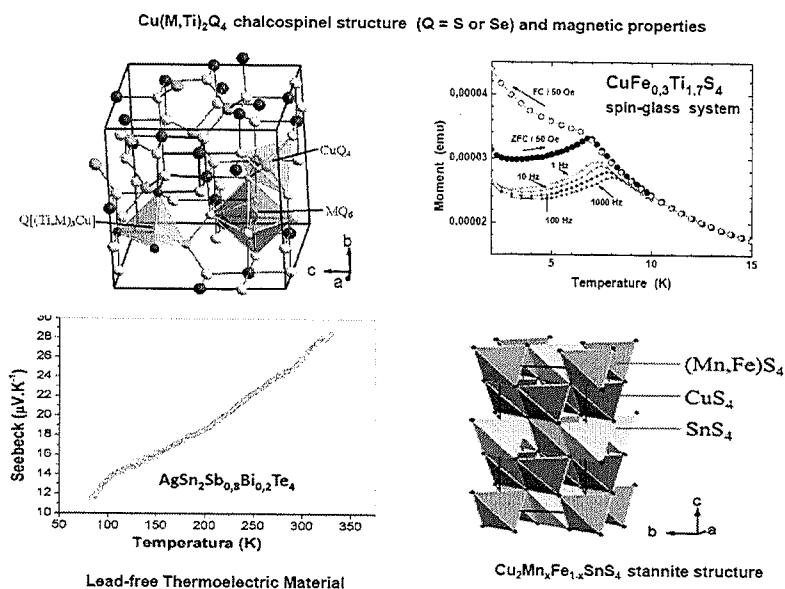 Cu(M,Ti)₂Q₄ chalcospinel structure (Q = S or Se) and magnetic properties
CuQ₄
Q[(Ti,M)₃Cu]
MQ₆
b
c
a
0,00004
0,00003
0,00002
Moment (emu)
FC / 50 Oe
CuFe₀,₃Ti₁,₇S₄
spin-glass system
ZFC / 50 Oe
1 Hz
10 Hz
100 Hz
1000 Hz
5
10
15
Temperature (K)
30
28
26
24
22
20
18
16
14
12
10
Seebeck (µV.K⁻¹)
AgSn₂Sb₀,₈Bi₀,₂Te₄
50
100
150
200
250
300
350
Temperatura (K)
Lead-free Thermoelectric Material
(Mn,Fe)S₄
CuS₄
SnS₄
c
b
a
Cu₂MnₓFe₁₋ₓSnS₄ stannite structure